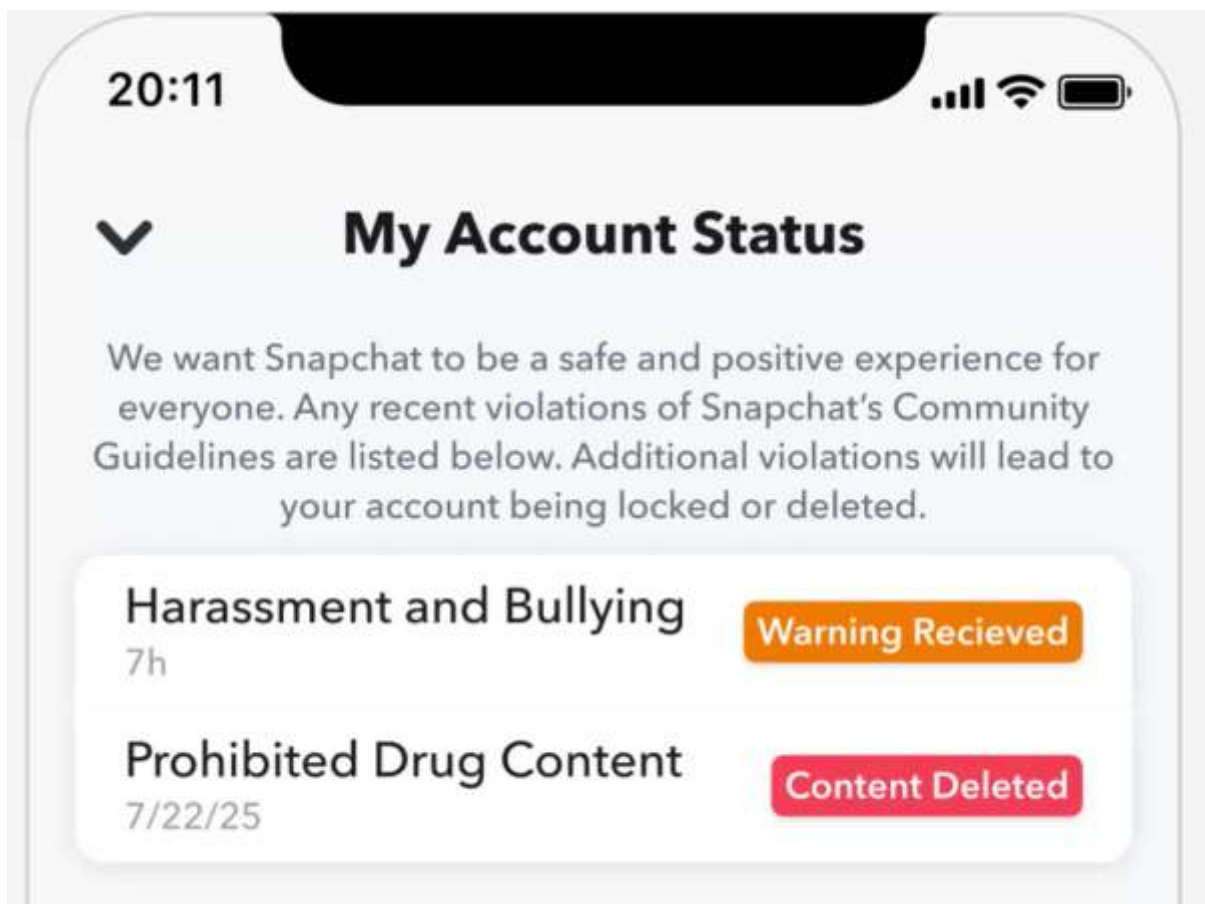 20:11
My Account Status
We want Snapchat to be a safe and positive experience for
everyone. Any recent violations of Snapchat's Community
Guidelines are listed below. Additional violations will lead to
your account being locked or deleted.
Harassment and Bullying
Warning Recieved
7h
Prohibited Drug Content
Content Deleted
7/22/25